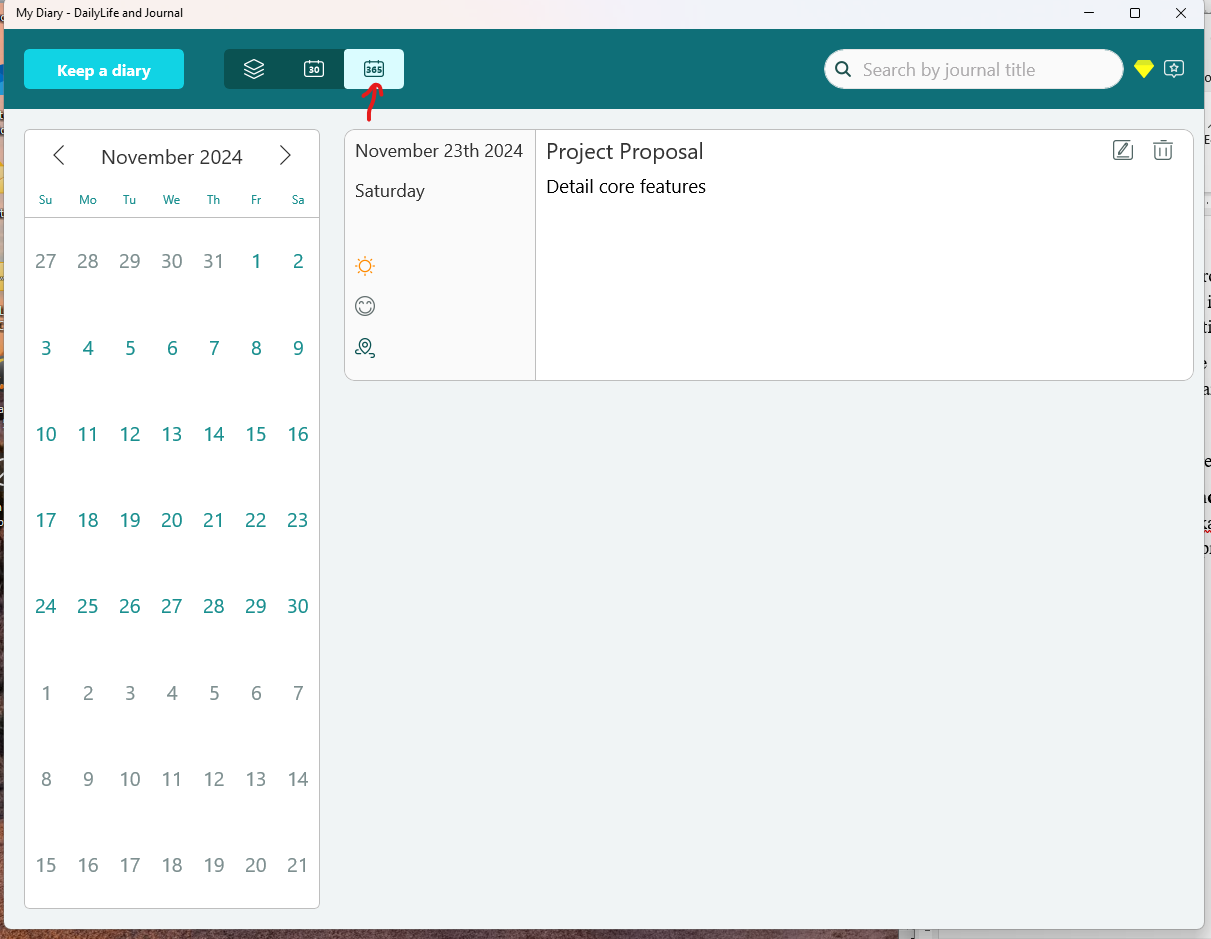 My Diary - DailyLife and Journal
Keep a diary
30
365
Search by journal title
November 2024
Su Mo Tu We Th Fr Sa
27 28 29 30 31 1 2
3 4 5 6 7 8 9
10 11 12 13 14 15 16
17 18 19 20 21 22 23
24 25 26 27 28 29 30
1 2 3 4 5 6 7
8 9 10 11 12 13 14
15 16 17 18 19 20 21
November 23th 2024
Saturday
Project Proposal
Detail core features